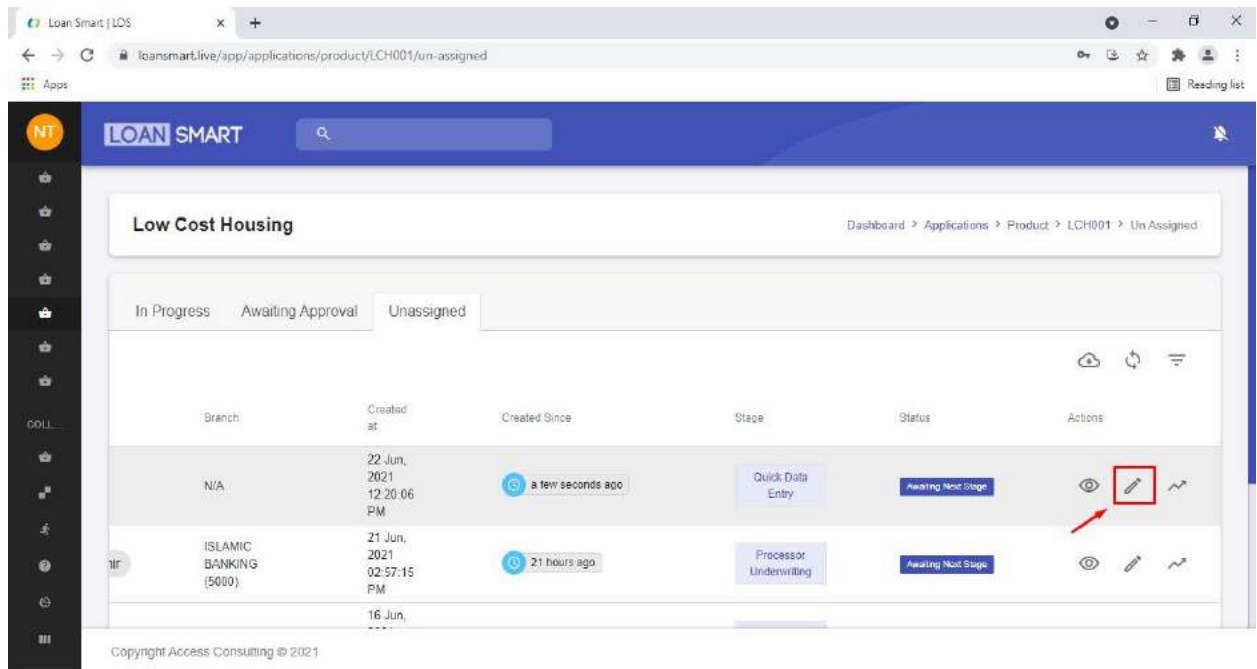 Loan Smart | LOS
loansmart.live/app/applications/product/LCH001/un-assigned
Apps
Reading list
NT
LOAN SMART
Low Cost Housing
Dashboard > Applications > Product > LCH001 > Un Assigned
In Progress Awaiting Approval Unassigned
Branch Created at Created Since Stage Status Actions
COLL...
N/A
22 Jun,
2021
12:20:06
PM
a few seconds ago
Quick Data
Entry
Awaiting Next Stage
nir
ISLAMIC
BANKING
(5000)
21 Jun,
2021
02:57:15
PM
21 hours ago
Processor
Underwriting
Awaiting Next Stage
16 Jun,
Copyright Access Consulting © 2021